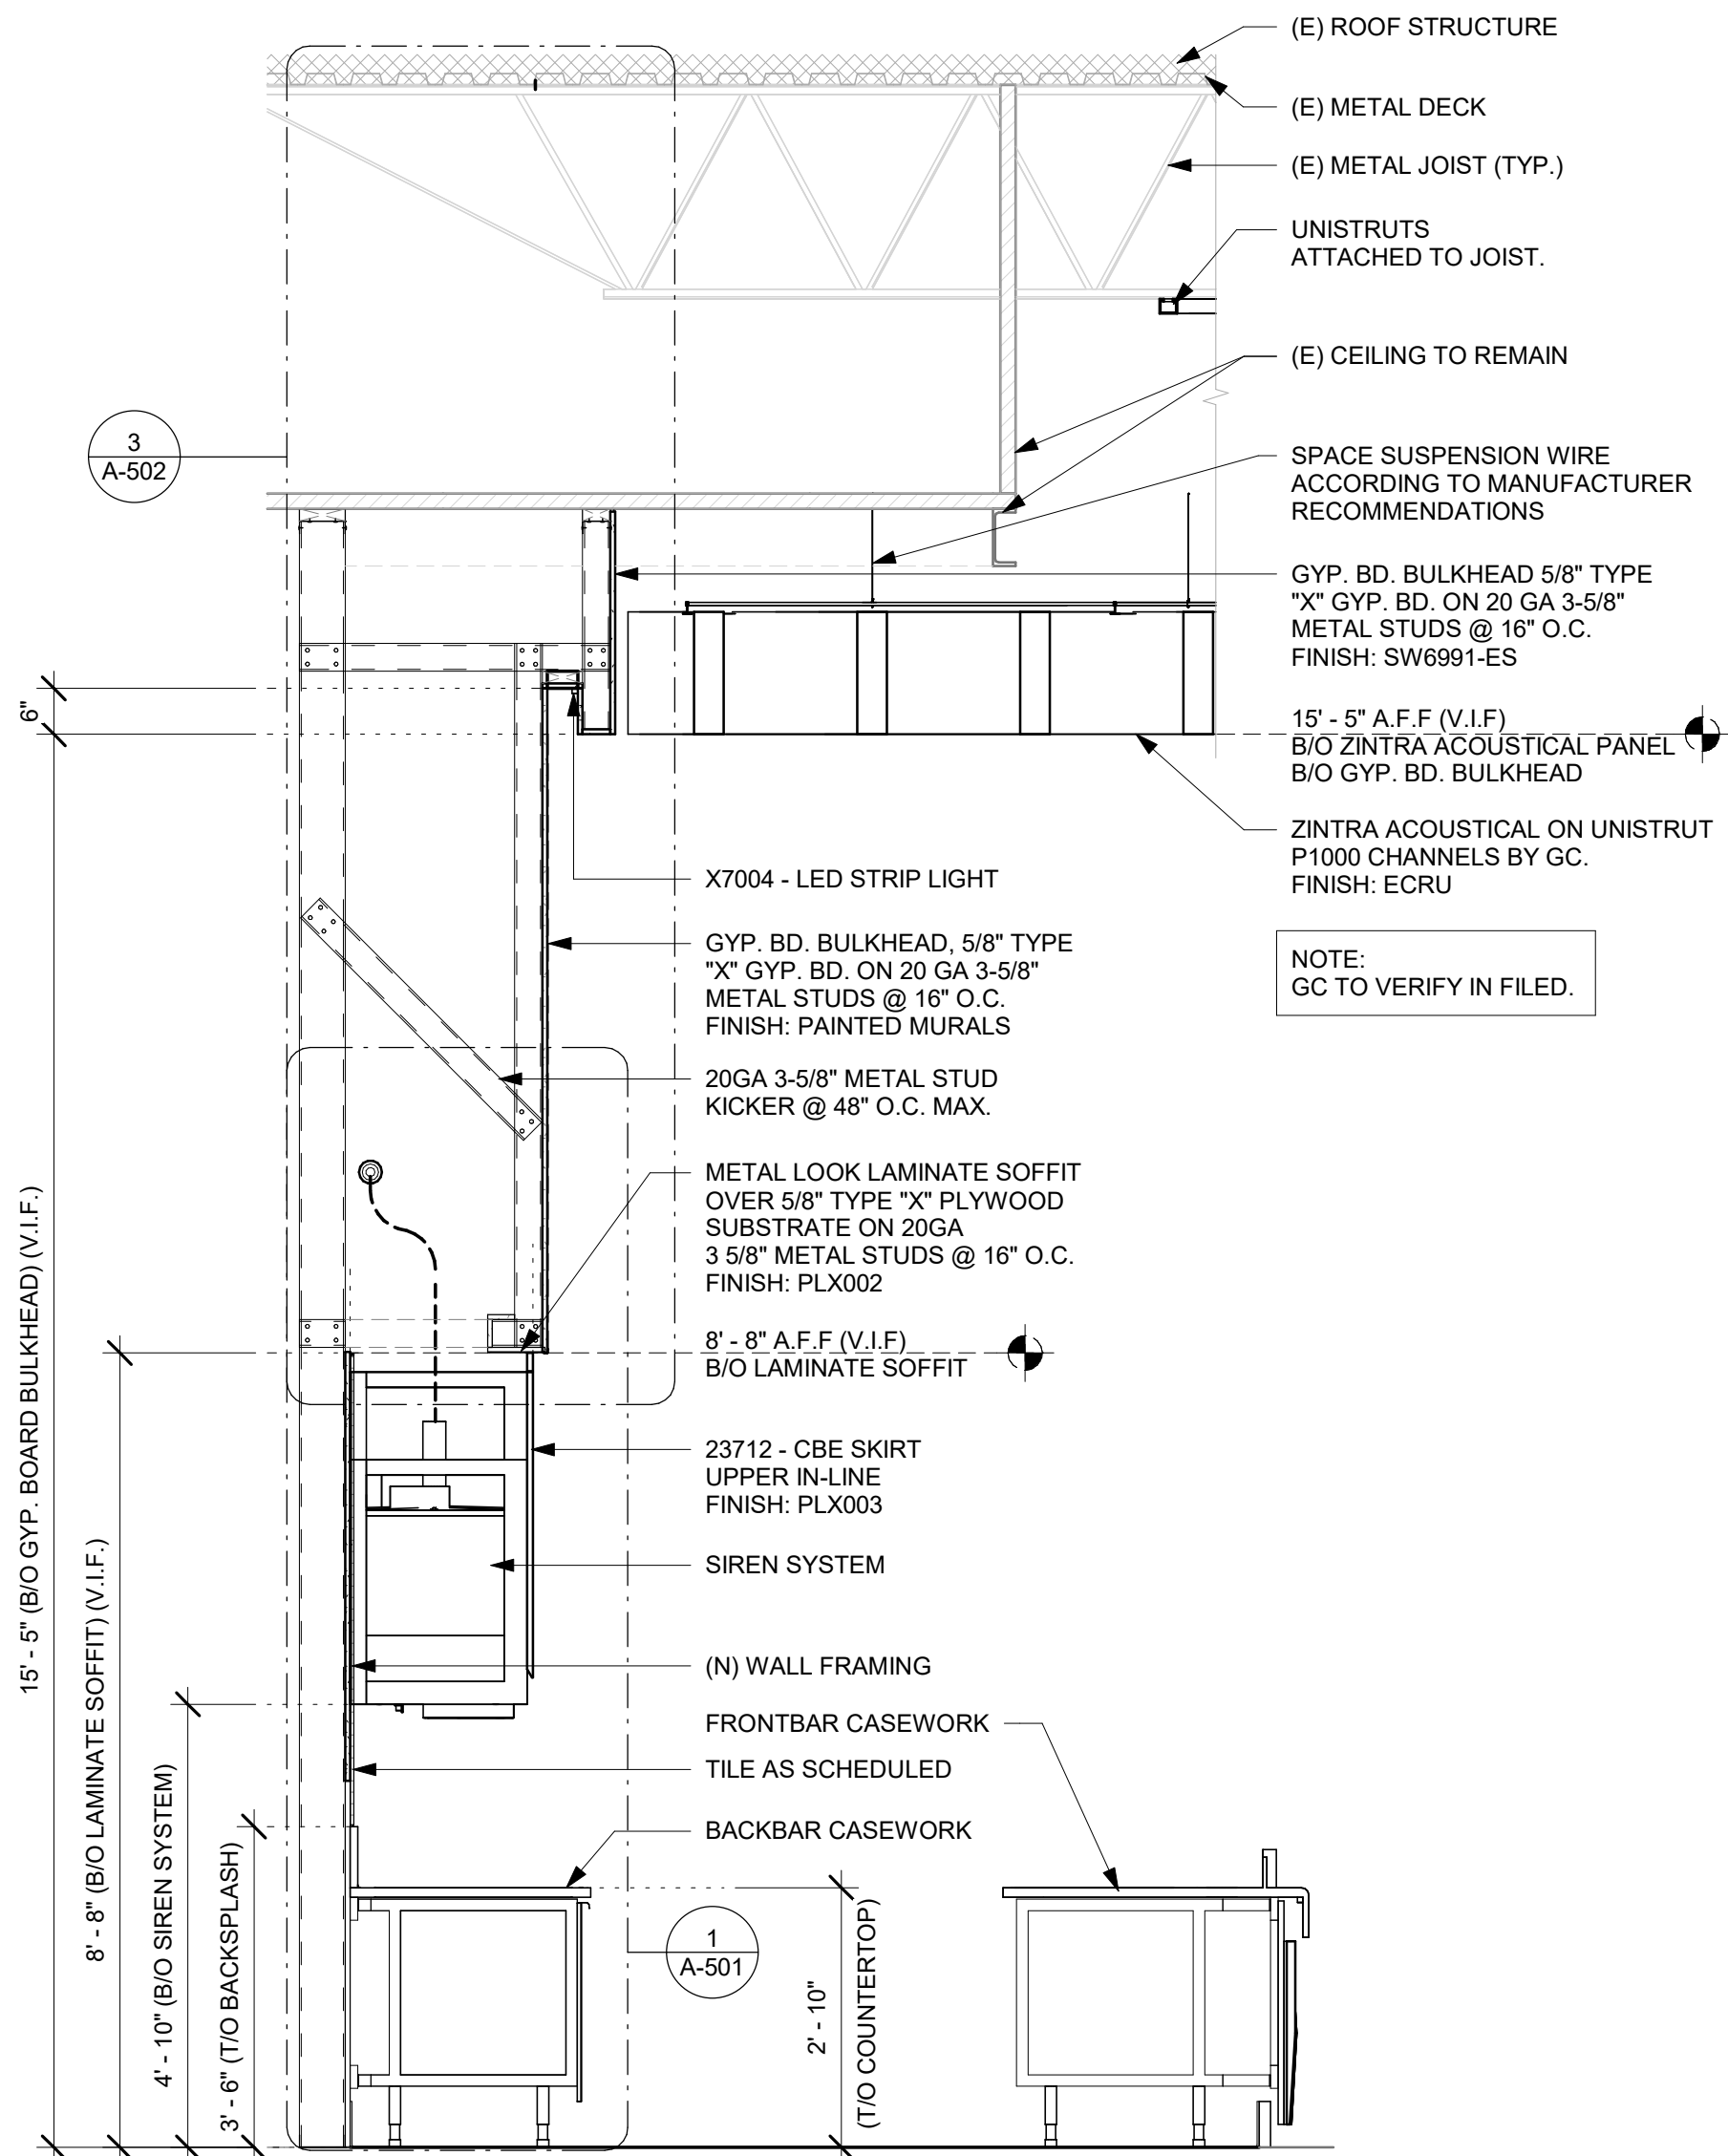 (E) ROOF STRUCTURE
(E) METAL DECK
(E) METAL JOIST (TYP.)
UNISTRUTS
ATTACHED TO JOIST.
(E) CEILING TO REMAIN
3
A-502
SPACE SUSPENSION WIRE
ACCORDING TO MANUFACTURER
RECOMMENDATIONS
GYP. BD. BULKHEAD 5/8" TYPE
"X" GYP. BD. ON 20 GA 3-5/8"
METAL STUDS @ 16" O.C.
FINISH: SW6991-ES
6"
15' - 5" A.F.F (V.I.F)
B/O ZINTRA ACOUSTICAL PANEL
B/O GYP. BD. BULKHEAD
ZINTRA ACOUSTICAL ON UNISTRUT
P1000 CHANNELS BY GC.
FINISH: ECRU
NOTE:
GC TO VERIFY IN FILED.
X7004 - LED STRIP LIGHT
GYP. BD. BULKHEAD, 5/8" TYPE
"X" GYP. BD. ON 20 GA 3-5/8"
METAL STUDS @ 16" O.C.
FINISH: PAINTED MURALS
20GA 3-5/8" METAL STUD
KICKER @ 48" O.C. MAX.
METAL LOOK LAMINATE SOFFIT
OVER 5/8" TYPE "X" PLYWOOD
SUBSTRATE ON 20GA
3 5/8" METAL STUDS @ 16" O.C.
FINISH: PLX002
8' - 8" A.F.F (V.I.F)
B/O LAMINATE SOFFIT
23712 - CBE SKIRT
UPPER IN-LINE
FINISH: PLX003
SIREN SYSTEM
(N) WALL FRAMING
FRONTBAR CASEWORK
TILE AS SCHEDULED
BACKBAR CASEWORK
1
A-501
15' - 5" (B/O GYP. BOARD BULKHEAD) (V.I.F.)
8' - 8" (B/O LAMINATE SOFFIT) (V.I.F.)
4' - 10" (B/O SIREN SYSTEM)
3' - 6" (T/O BACKSPLASH)
2' - 10"
(T/O COUNTERTOP)